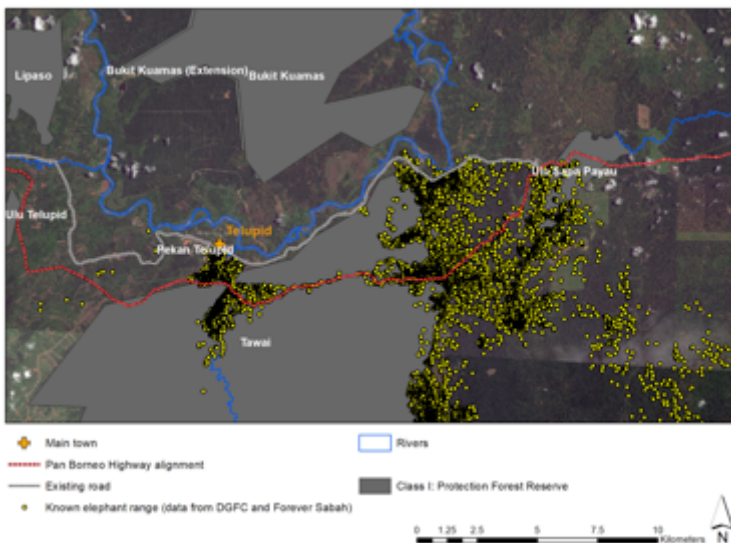 Lipaso
Bukit Kuamas (Extension)
Bukit Kuamas
Ulu Sapa Payau
Ulu Telupid
Telupid
Pekan Telupid
Tawai
Main town
Pan Borneo Highway alignment
Existing road
Known elephant range (data from DGFC and Forever Sabah)
Rivers
Class I: Protection Forest Reserve
0 1.25 2.5 5 7.5 10
Kilometers
N